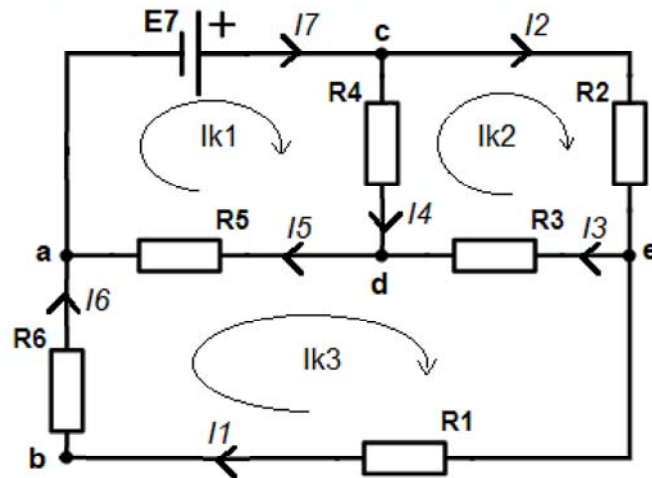 E7 + I7 c I2
R4 R2
Ik1 Ik2
R5 I5 I4 R3 I3
a d e
I6
R6 Ik3
R1
b I1